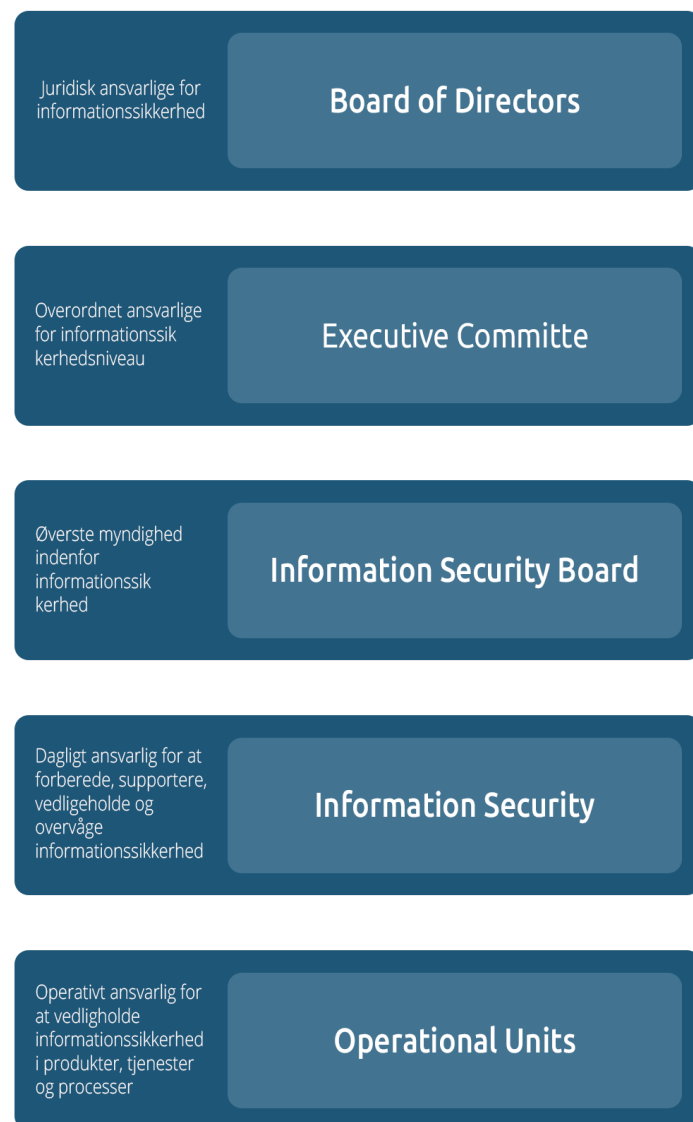 Juridisk ansvarlige for
informationssikkerhed
Board of Directors
Overordnet ansvarlige
for informationssik
kerhedsniveau
Executive Committe
Øverste myndighed
indenfor
informationssik
kerhed
Information Security Board
Dagligt ansvarlig for at
forberede, supportere,
vedligeholde og
overvåge
informationssikkerhed
Information Security
Operativt ansvarlig for
at vedligholde
informationssikkerhed
i produkter, tjenester
og processer
Operational Units